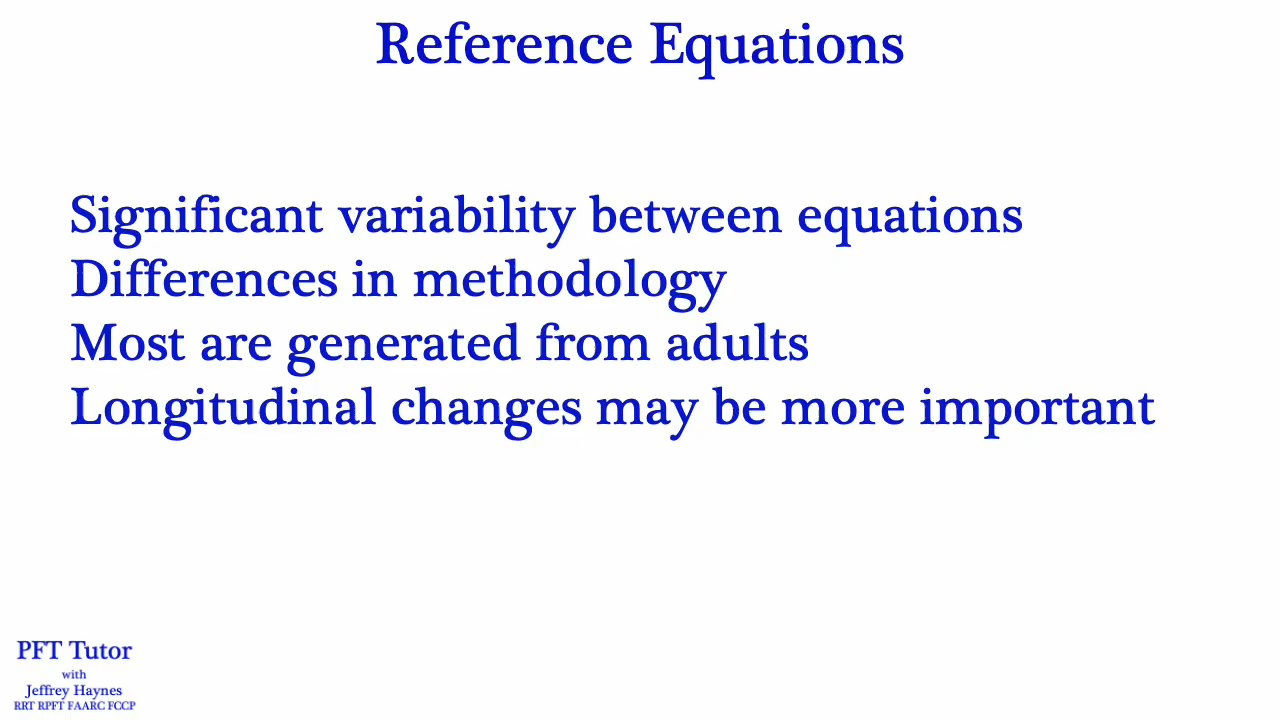 Reference Equations
Significant variability between equations
Differences in methodology
Most are generated from adults
Longitudinal changes may be more important
PFT Tutor
with
Jeffrey Haynes
RRT RPFT FAARC FCCP